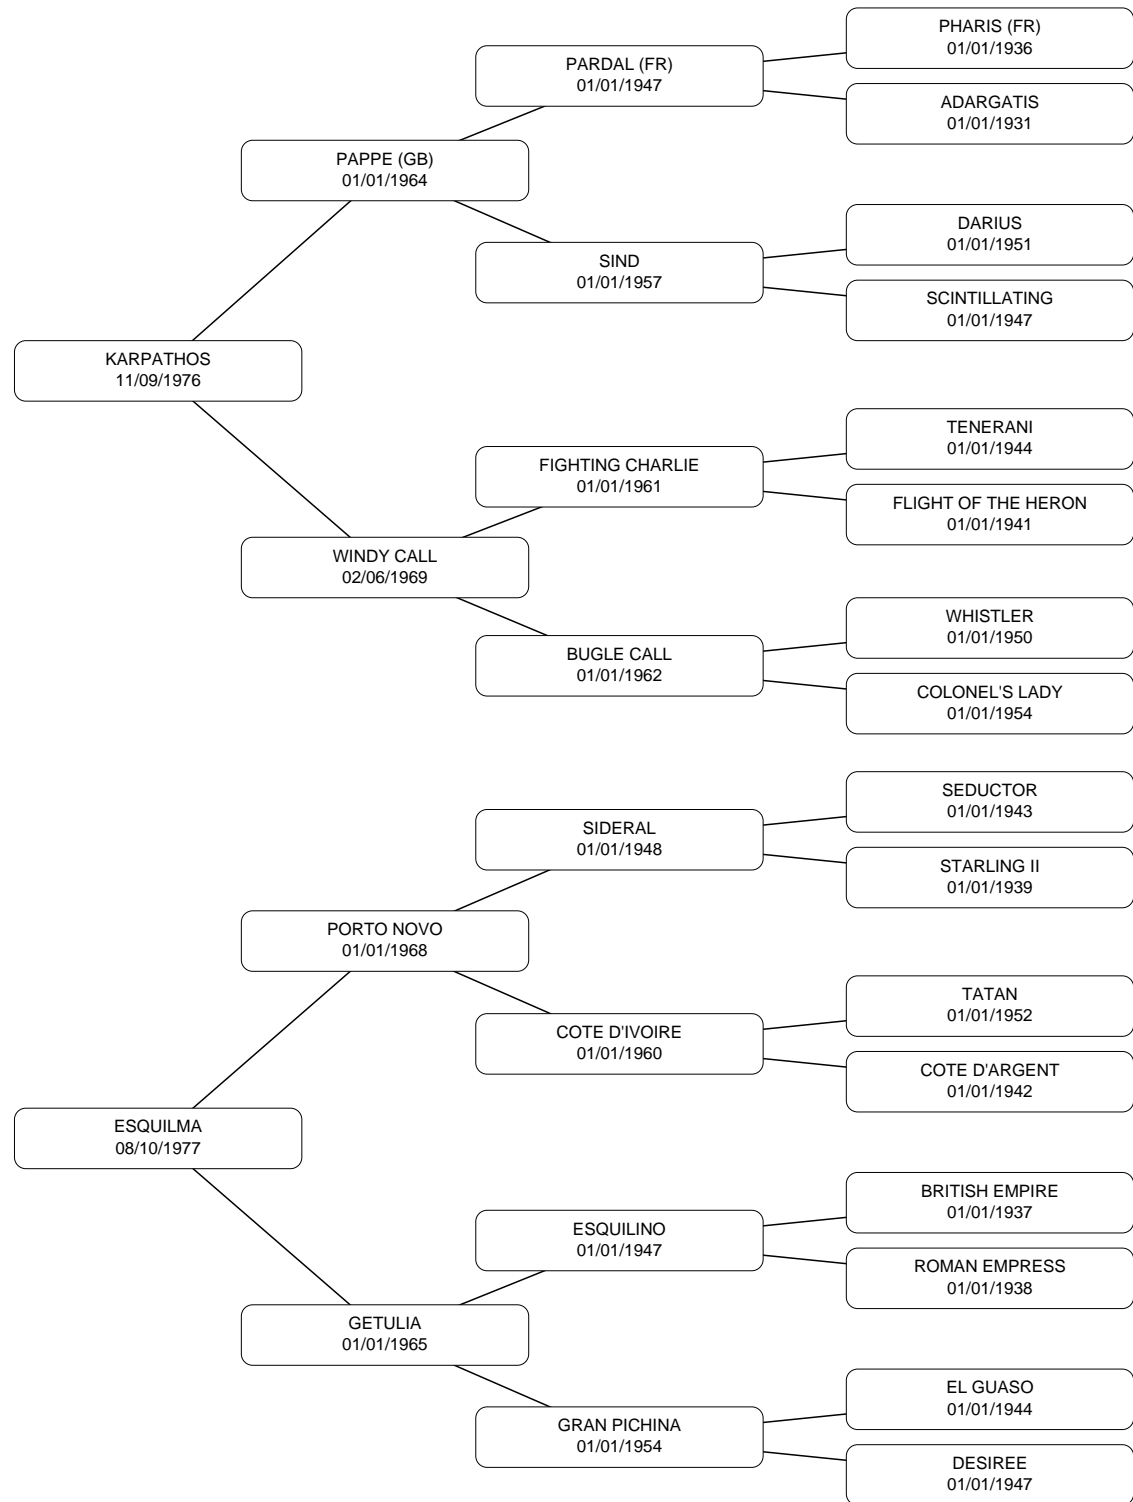 PHARIS (FR)
01/01/1936
PARDAL (FR)
01/01/1947
ADARGATIS
01/01/1931
PAPPE (GB)
01/01/1964
DARIUS
01/01/1951
SIND
01/01/1957
SCINTILLATING
01/01/1947
KARPATHOS
11/09/1976
TENERANI
01/01/1944
FIGHTING CHARLIE
01/01/1961
FLIGHT OF THE HERON
01/01/1941
WINDY CALL
02/06/1969
WHISTLER
01/01/1950
BUGLE CALL
01/01/1962
COLONEL'S LADY
01/01/1954
SEDUCTOR
01/01/1943
SIDERAL
01/01/1948
STARLING II
01/01/1939
PORTO NOVO
01/01/1968
TATAN
01/01/1952
COTE D'IVOIRE
01/01/1960
COTE D'ARGENT
01/01/1942
ESQUILMA
08/10/1977
BRITISH EMPIRE
01/01/1937
ESQUILINO
01/01/1947
ROMAN EMPRESS
01/01/1938
GETULIA
01/01/1965
EL GUASO
01/01/1944
GRAN PICHINA
01/01/1954
DESIREE
01/01/1947